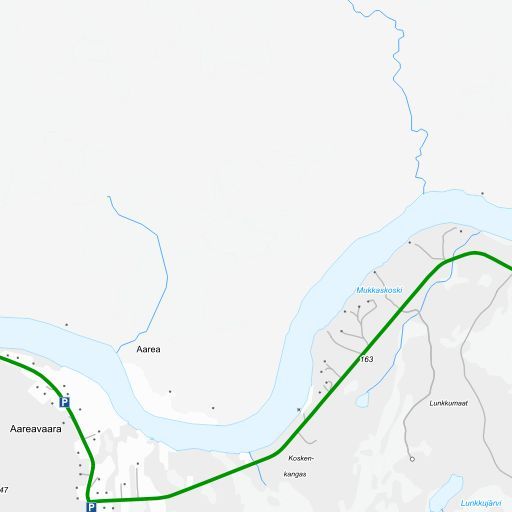 Mukkaskoski
Aarea
163
Lunkkumaat
P
Aareavaara
Kosken-
kangas
47
Lunkkujärvi
P